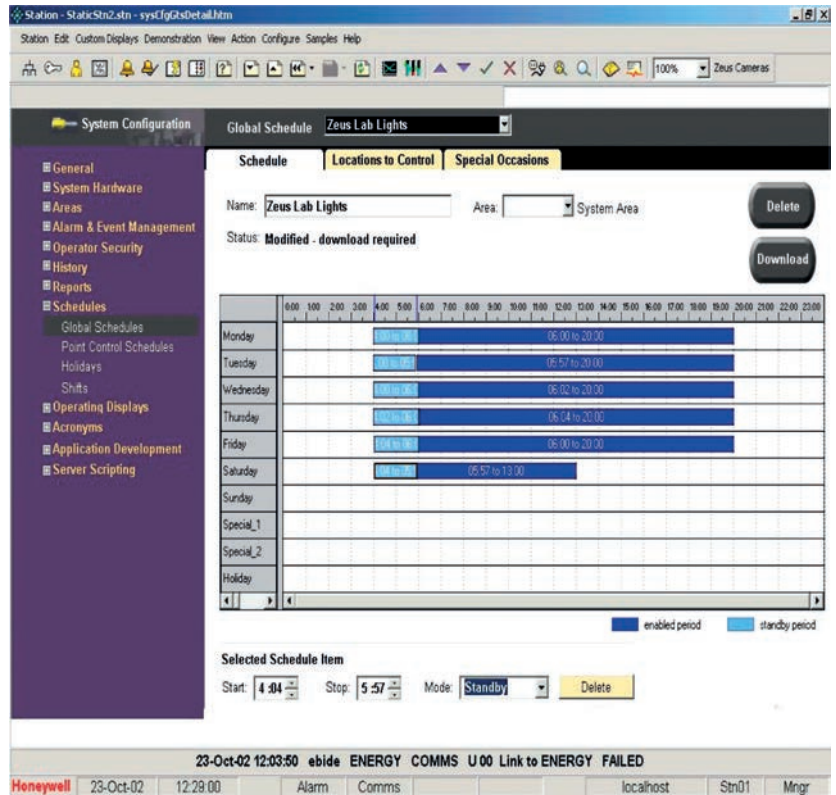 Station - StaticStn2.stn - sysCfgGtsDetail.htm
Station Edit Custom Displays Demonstration View Action Configure Samples Help
100% Zeus Cameras
System Configuration
Global Schedule Zeus Lab Lights
Schedule Locations to Control Special Occasions
General
System Hardware
Areas
Alarm & Event Management
Operator Security
History
Reports
Schedules
Global Schedules
Point Control Schedules
Holidays
Shifts
Operating Displays
Acronyms
Application Development
Server Scripting
Name: Zeus Lab Lights Area: System Area
Delete
Status: Modified - download required
Download
1:00 2:00 3:00 4:00 5:00 6:00 7:00 8:00 9:00 10:00 11:00 12:00 13:00 14:00 15:00 16:00 17:00 18:00 19:00 20:00 21:00 22:00 23:00
Monday 06:00 to 20:00
Tuesday 05:57 to 20:00
Wednesday 06:02 to 20:00
Thursday 06:04 to 20:00
Friday 06:00 to 20:00
Saturday 05:57 to 13:00
Sunday
Special_1
Special_2
Holiday
enabled period standby period
Selected Schedule Item
Start: 4:04 Stop: 5:57 Mode: Standby Delete
23-Oct-02 12:03:50 ebide ENERGY COMMS U 00 Link to ENERGY FAILED
Honeywell 23-Oct-02 12:29:00 Alarm Comms localhost Stn01 Mngr